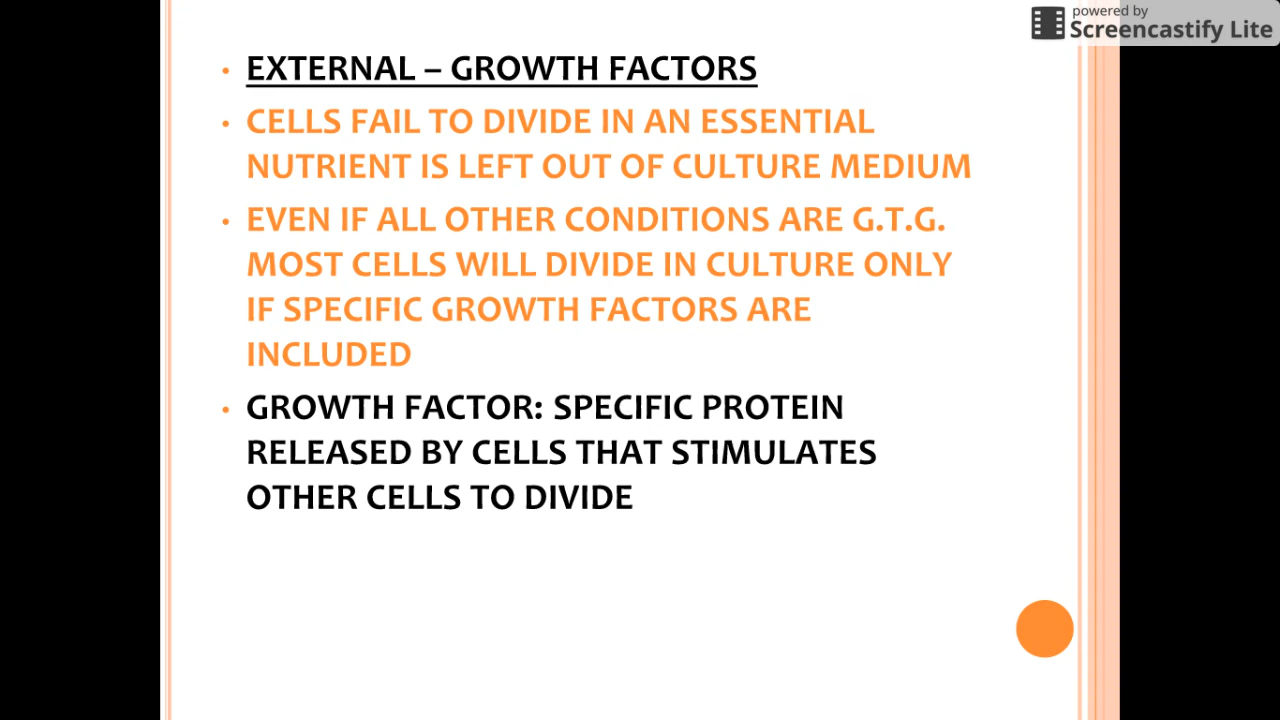 powered by
Screencastify Lite
• EXTERNAL – GROWTH FACTORS
• CELLS FAIL TO DIVIDE IN AN ESSENTIAL
NUTRIENT IS LEFT OUT OF CULTURE MEDIUM
• EVEN IF ALL OTHER CONDITIONS ARE G.T.G.
MOST CELLS WILL DIVIDE IN CULTURE ONLY
IF SPECIFIC GROWTH FACTORS ARE
INCLUDED
• GROWTH FACTOR: SPECIFIC PROTEIN
RELEASED BY CELLS THAT STIMULATES
OTHER CELLS TO DIVIDE